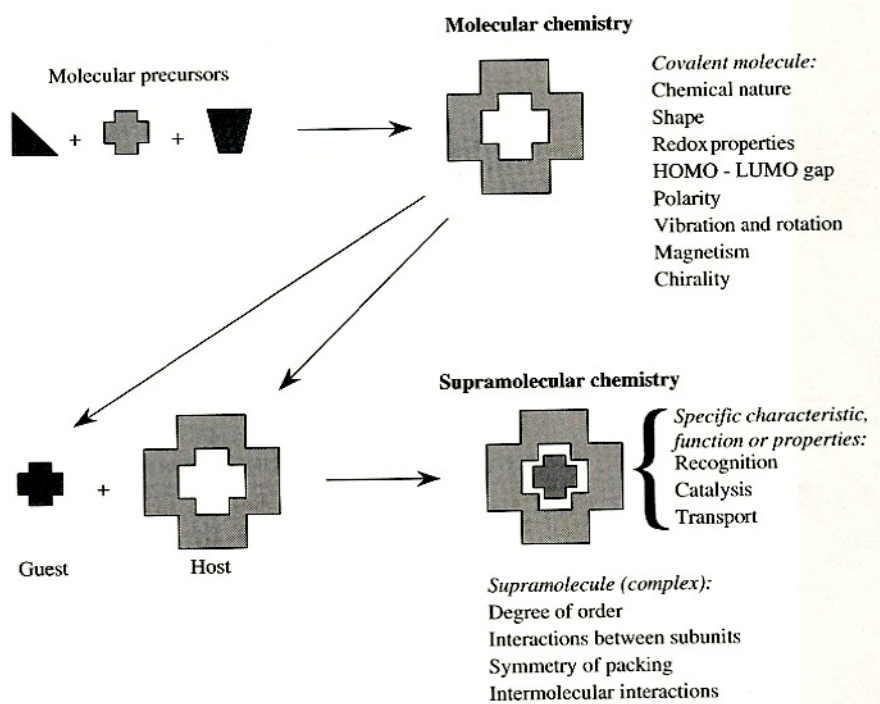 Molecular chemistry
Molecular precursors
+
+
Covalent molecule:
Chemical nature
Shape
Redox properties
HOMO - LUMO gap
Polarity
Vibration and rotation
Magnetism
Chirality
Supramolecular chemistry
+
Guest
Host
Specific characteristic,
function or properties:
Recognition
Catalysis
Transport
Supramolecule (complex):
Degree of order
Interactions between subunits
Symmetry of packing
Intermolecular interactions